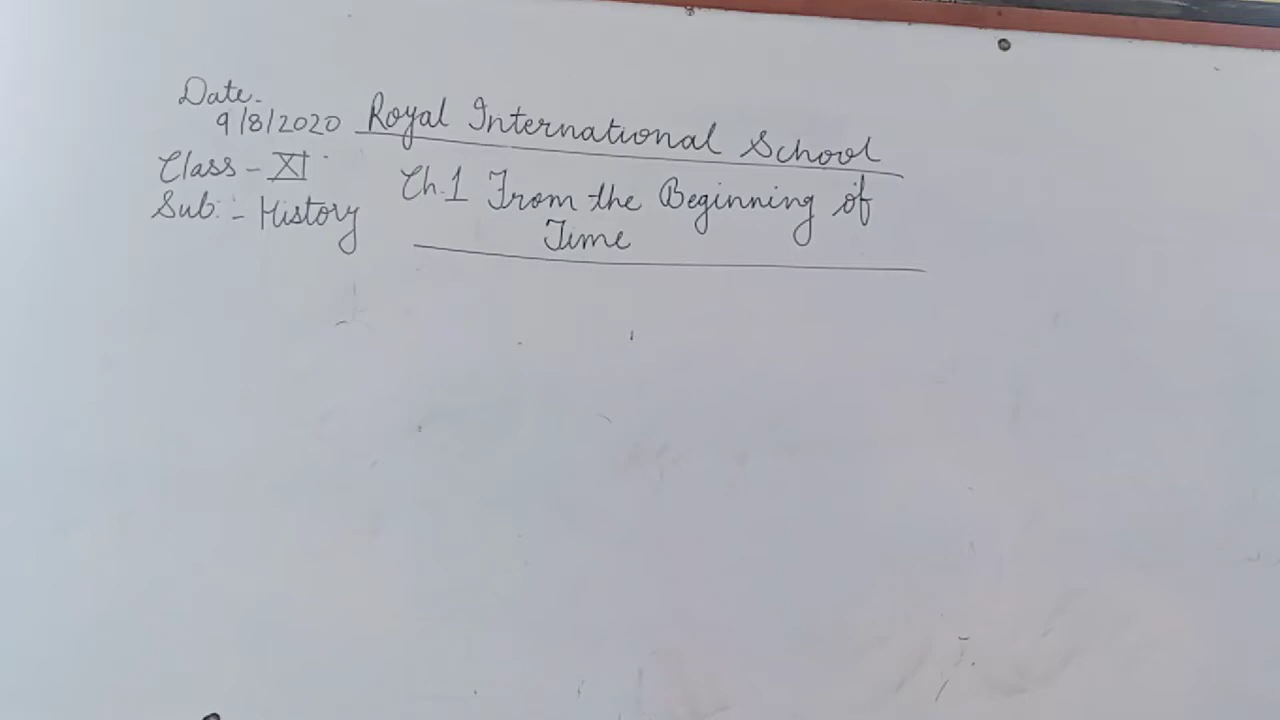 Date.
9/8/2020 Royal International School
Class - XI
Ch.1 From the Beginning of
Sub:- History
Time